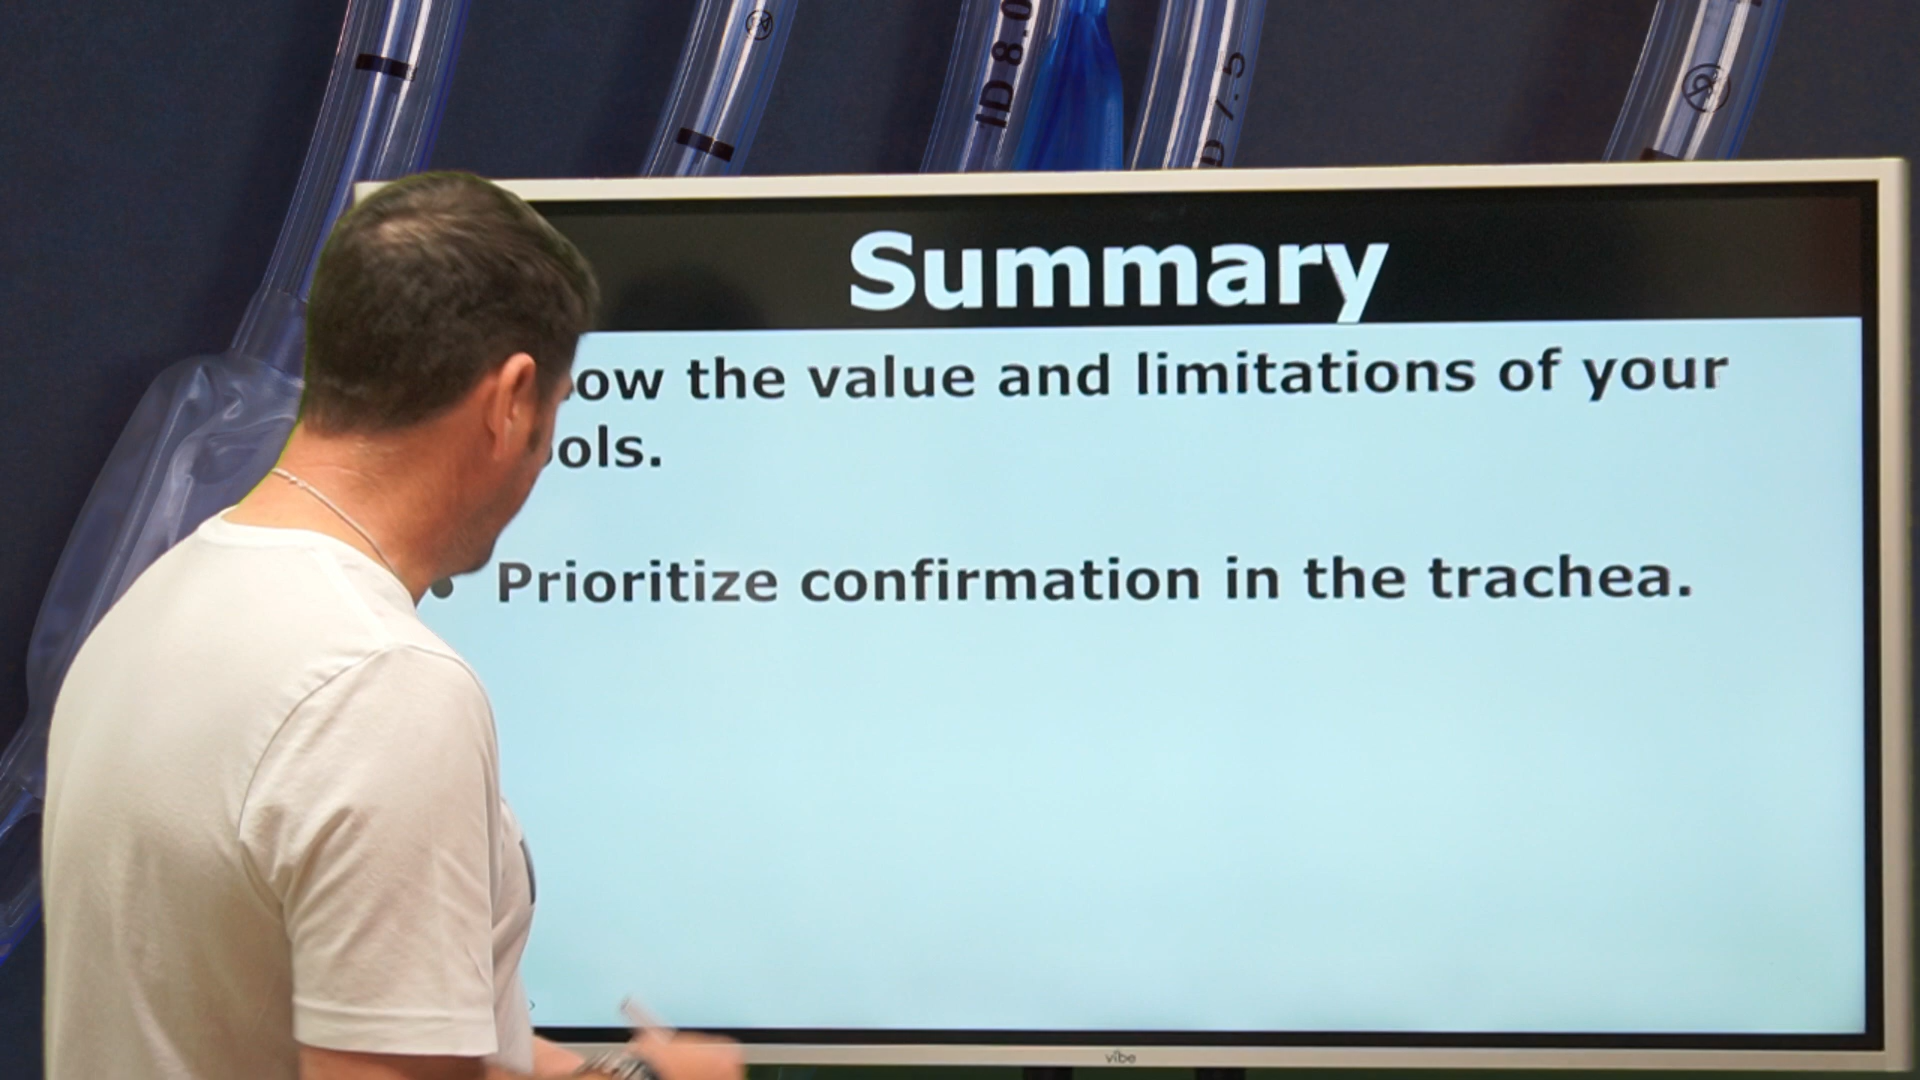 ID 8.0
D 7.5
Summary
ow the value and limitations of your
ols.
• Prioritize confirmation in the trachea.
vibe